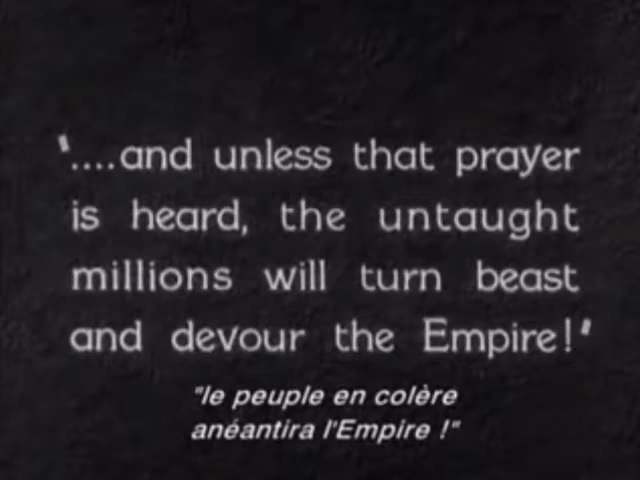 '....and unless that prayer
is heard, the untaught
millions will turn beast
and devour the Empire!'
"le peuple en colère
anéantira l'Empire !"